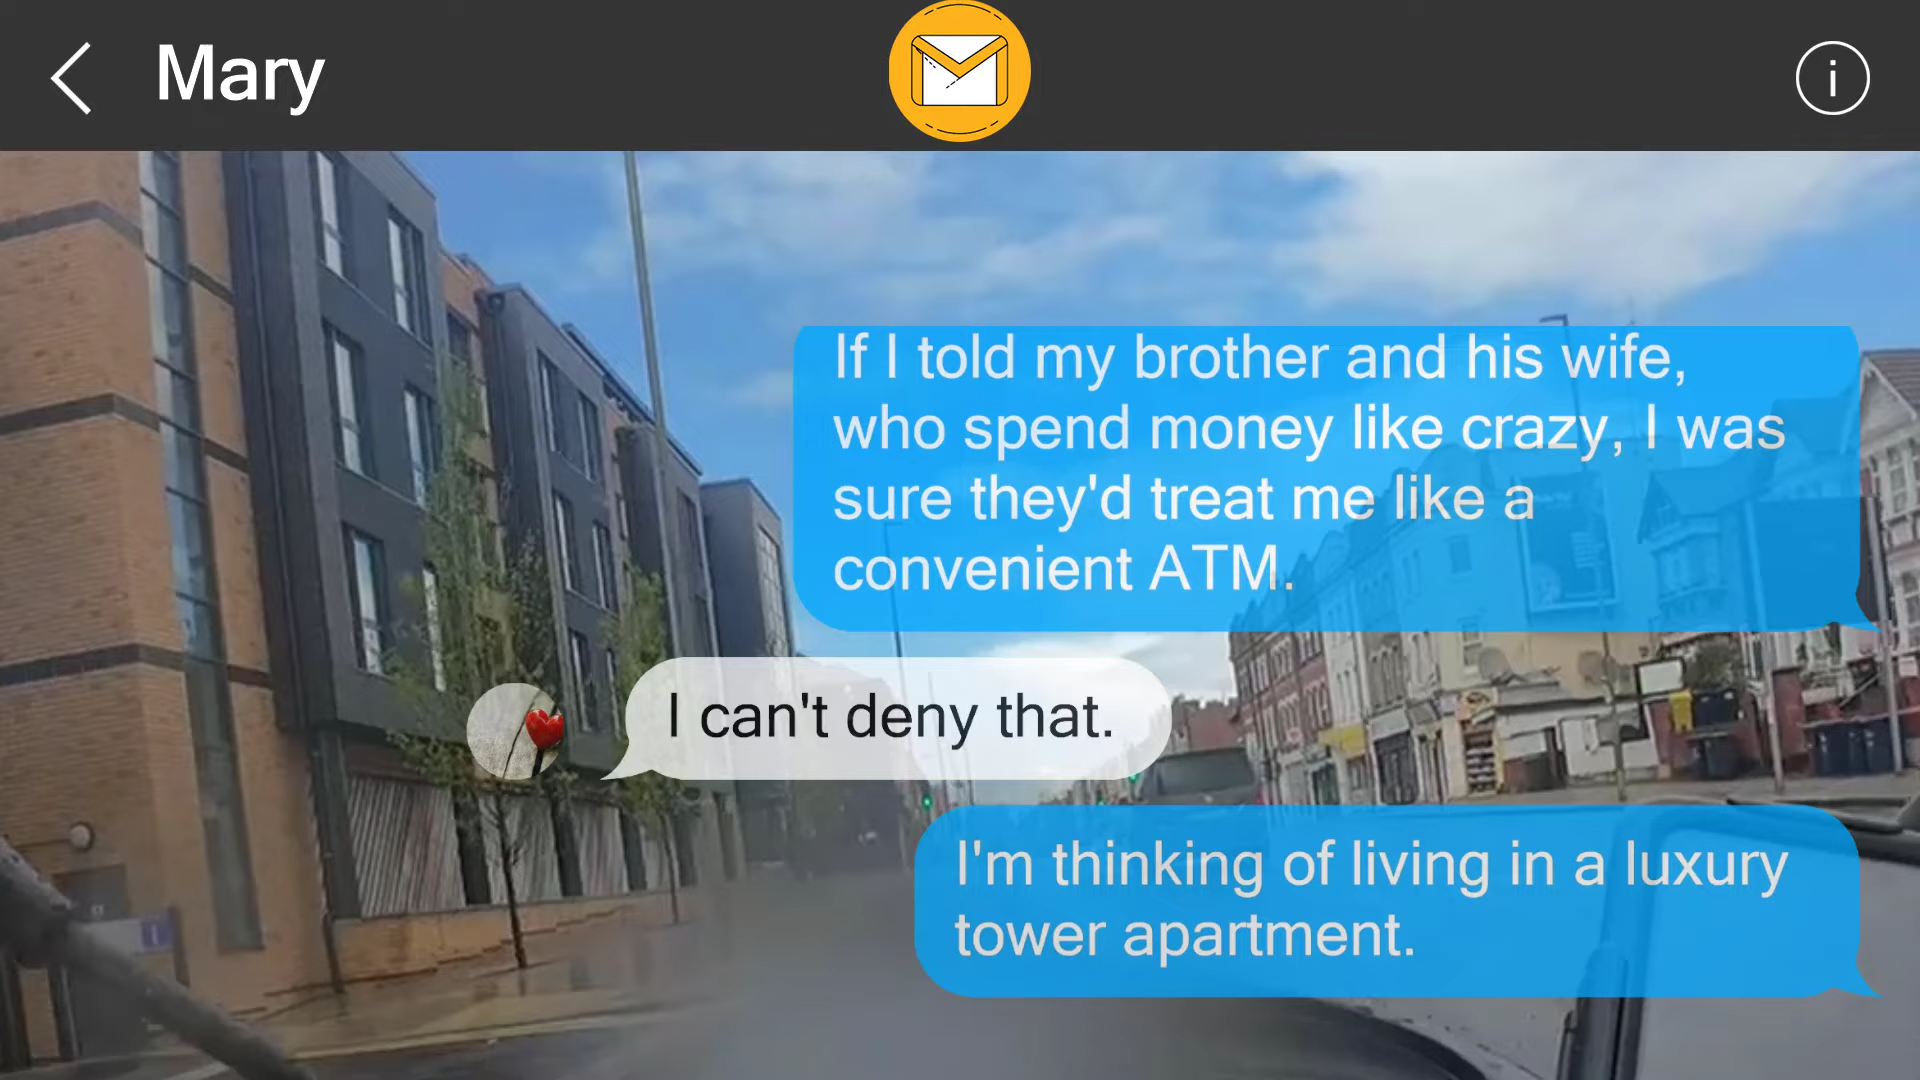 Mary
i
If I told my brother and his wife,
who spend money like crazy, I was
sure they'd treat me like a
convenient ATM.
I can't deny that.
I'm thinking of living in a luxury
tower apartment.